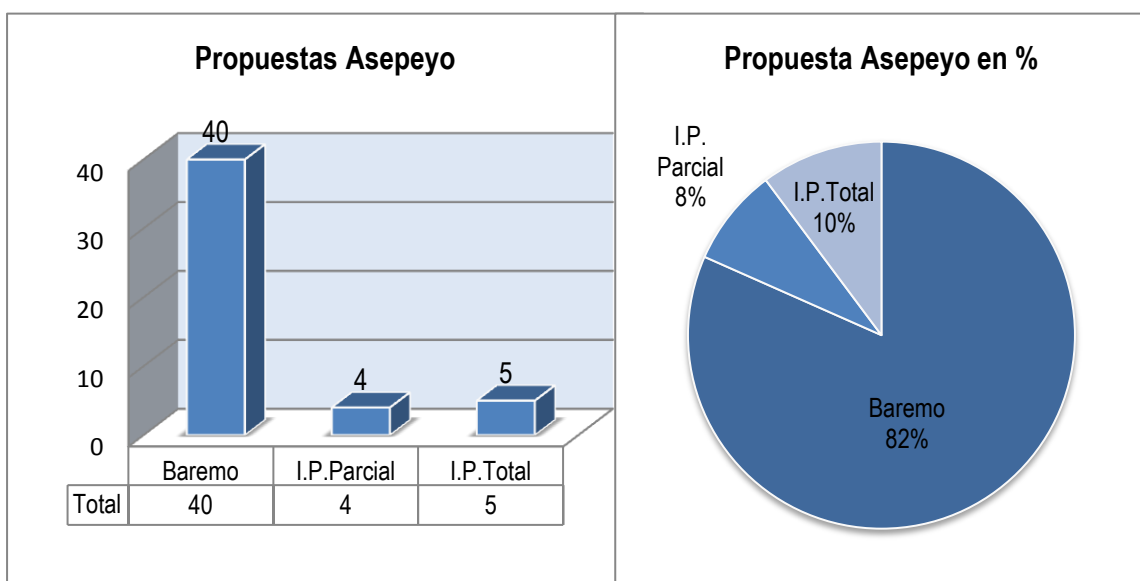 Propuestas Asepeyo
40
40
30
20
10
0
4
5
Baremo I.P.Parcial I.P.Total
Total 40 4 5
Propuesta Asepeyo en %
I.P.
Parcial
8%
I.P.Total
10%
Baremo
82%